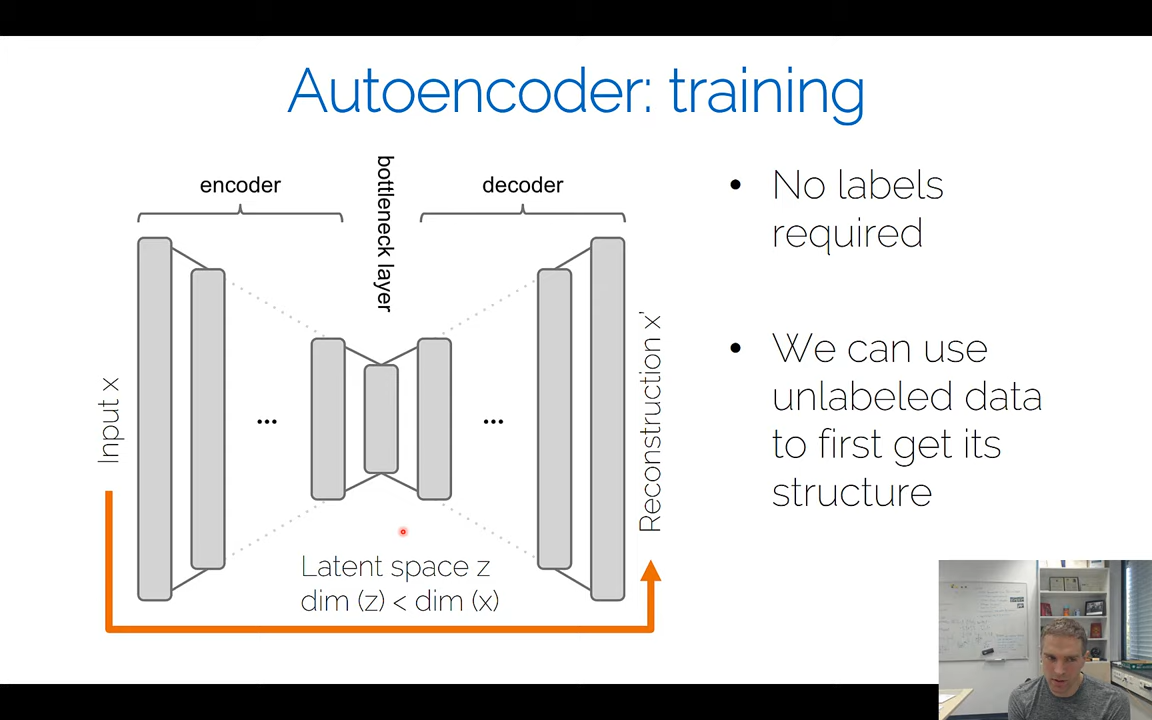 Autoencoder: training
encoder
bottleneck layer
decoder
Input x
...
...
Reconstruction x'
Latent space z
dim (z) < dim (x)
• No labels
required
• We can use
unlabeled data
to first get its
structure